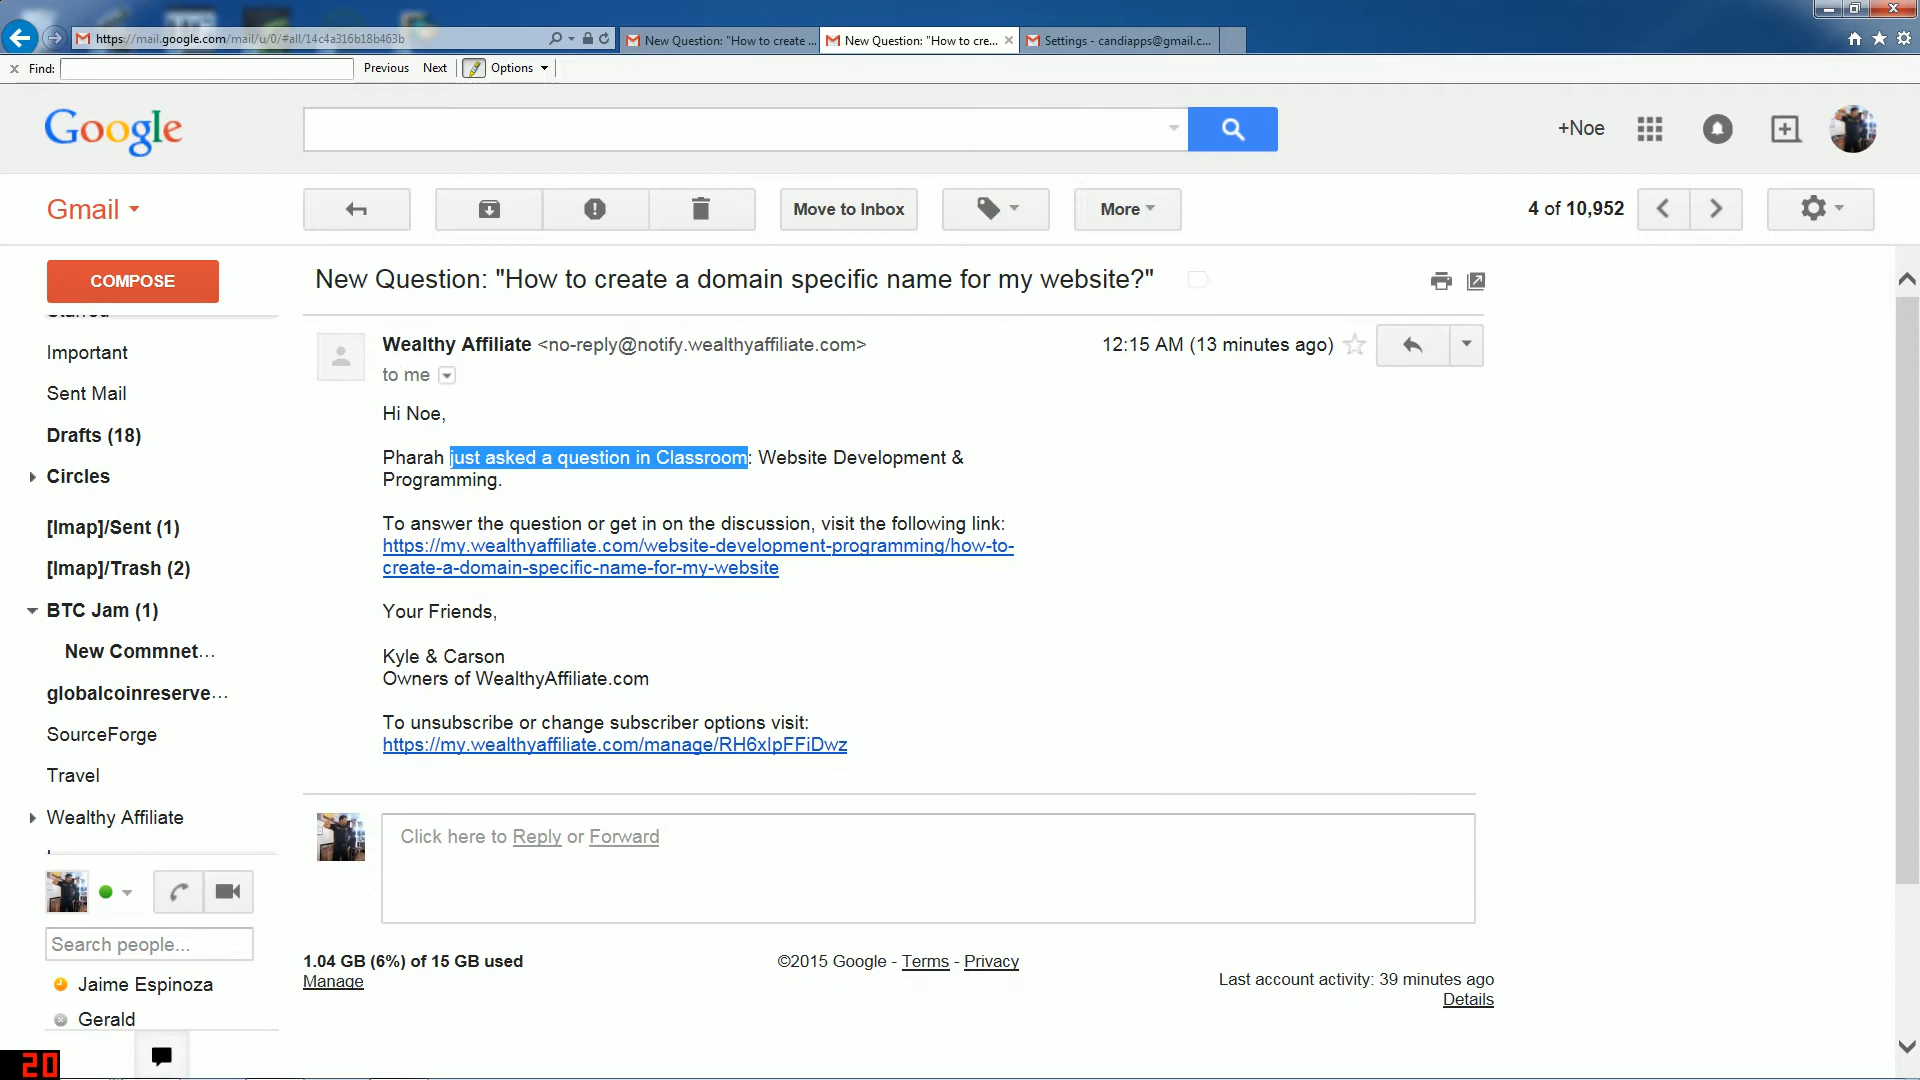 https://mail.google.com/mail/u/0/#all/14c4a316b18b463b
New Question: "How to create ...
New Question: "How to cre...
Settings - candiapps@gmail.c...
x Find:
Previous
Next
Options
Google
+Noe
Gmail
Move to Inbox
More
4 of 10,952
COMPOSE
New Question: "How to create a domain specific name for my website?"
Starred
Important
Sent Mail
Drafts (18)
Circles
[Imap]/Sent (1)
[Imap]/Trash (2)
BTC Jam (1)
New Commnet...
globalcoinreserve...
SourceForge
Travel
Wealthy Affiliate
Wealthy Affiliate <no-reply@notify.wealthyaffiliate.com>
12:15 AM (13 minutes ago)
to me
Hi Noe,
Pharah just asked a question in Classroom: Website Development &
Programming.
To answer the question or get in on the discussion, visit the following link:
https://my.wealthyaffiliate.com/website-development-programming/how-to-
create-a-domain-specific-name-for-my-website
Your Friends,
Kyle & Carson
Owners of WealthyAffiliate.com
To unsubscribe or change subscriber options visit:
https://my.wealthyaffiliate.com/manage/RH6xIpFFiDwz
Click here to Reply or Forward
Search people...
Jaime Espinoza
Gerald
1.04 GB (6%) of 15 GB used
Manage
©2015 Google - Terms - Privacy
Last account activity: 39 minutes ago
Details
20